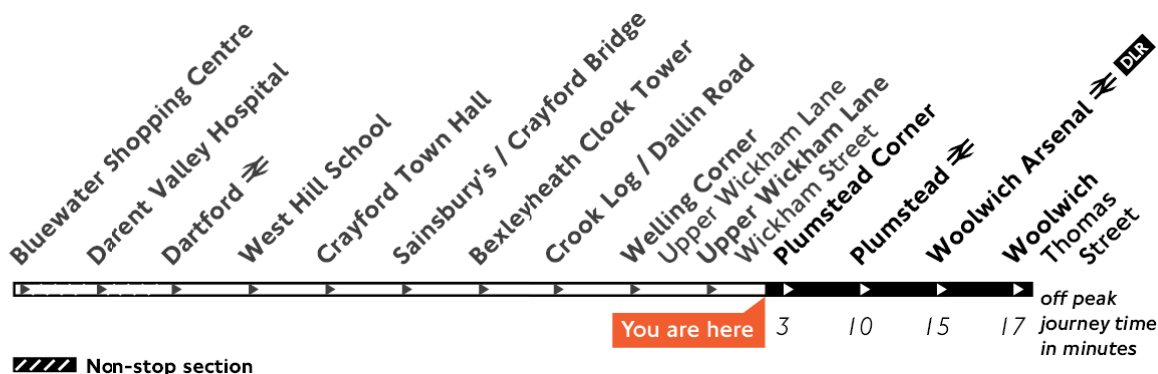 Bluewater Shopping Centre
Darent Valley Hospital
Dartford
West Hill School
Crayford Town Hall
Sainsbury's / Crayford Bridge
Bexleyheath Clock Tower
Crook Log / Dallin Road
Welling Corner
Upper Wickham Lane
Upper Wickham Lane
Wickham Street
Plumstead Corner
Plumstead
Woolwich Arsenal DLR
Woolwich
Thomas
Street
You are here
3 10 15 17
off peak
journey time
in minutes
Non-stop section